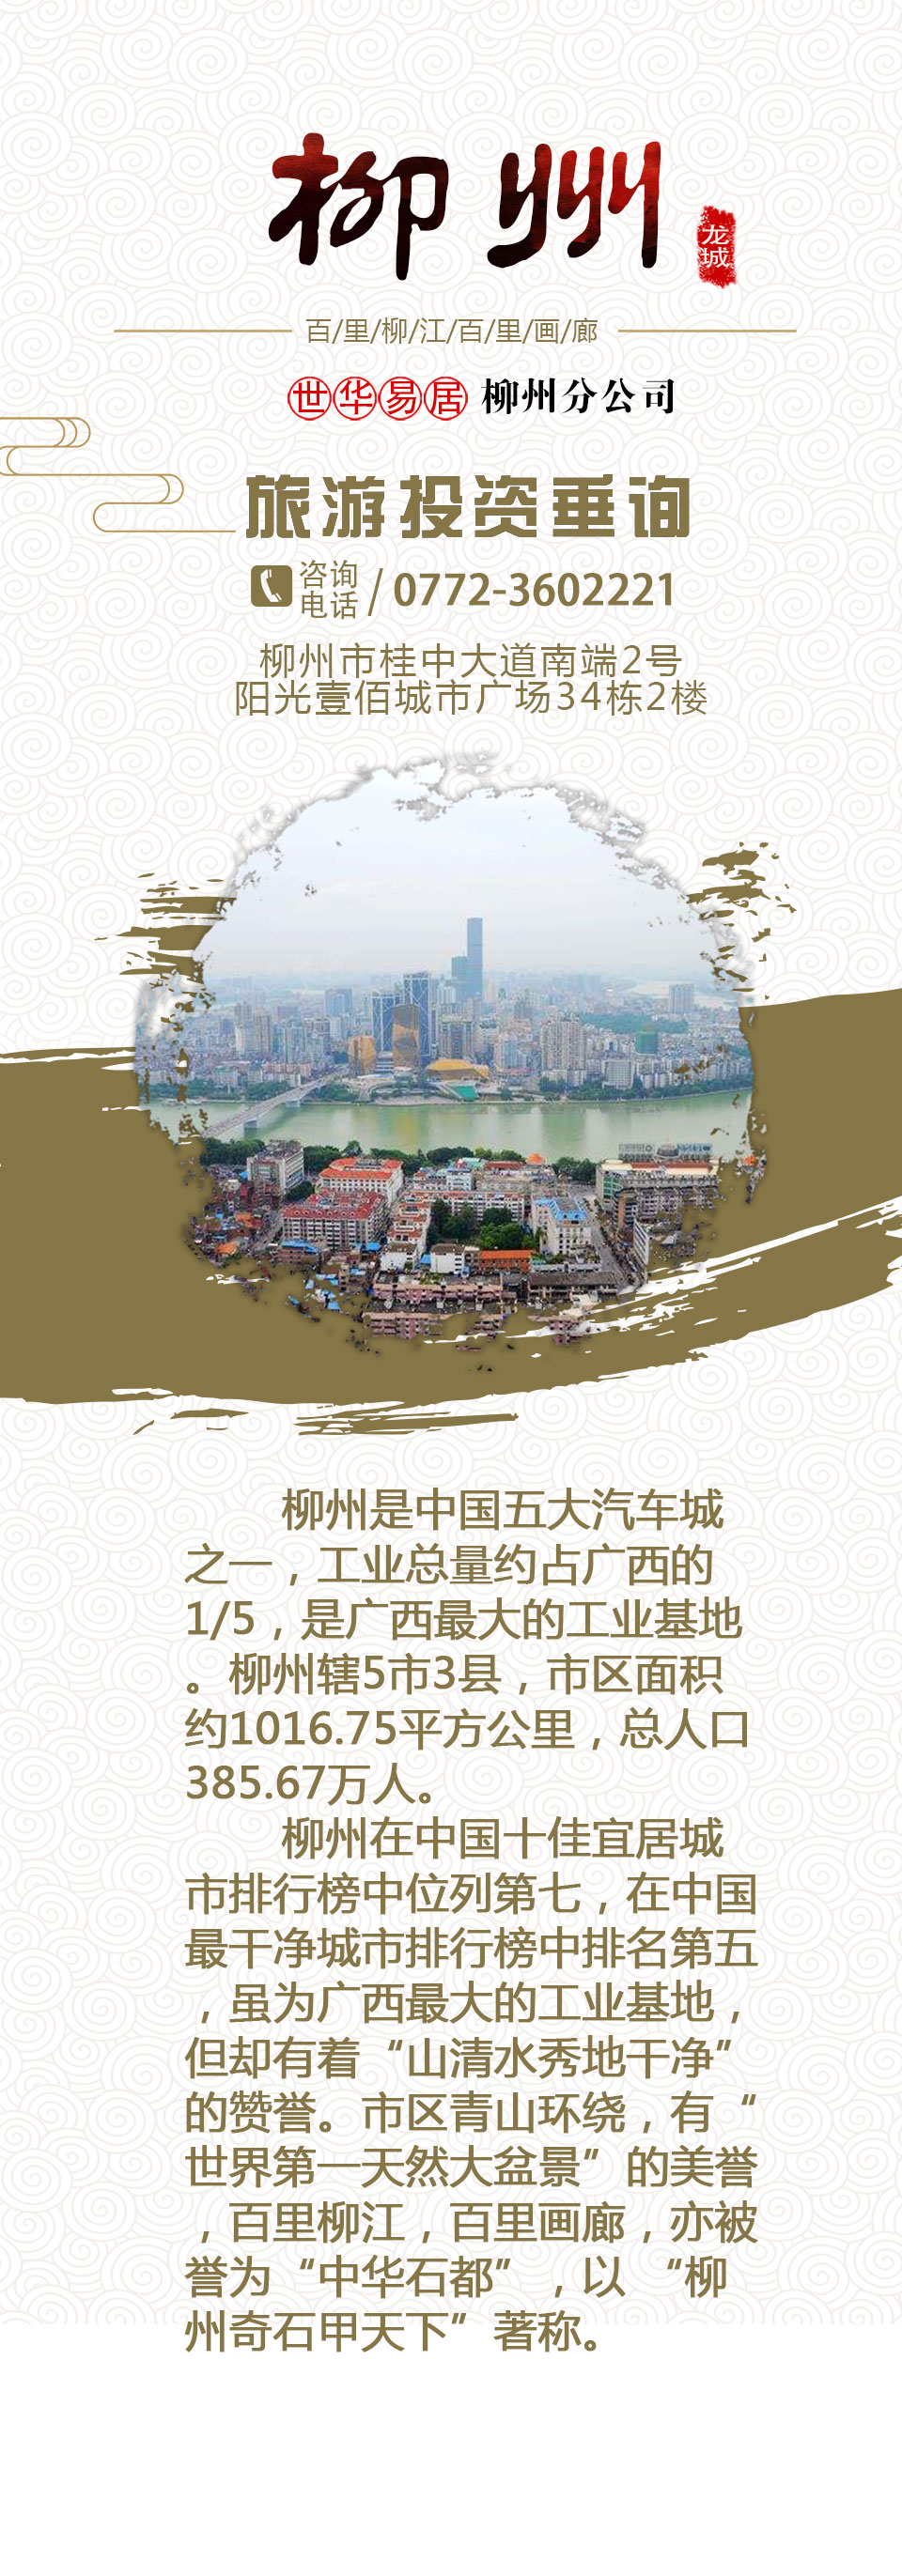 柳州
龙城
百/里/柳/江/百/里/画/廊
世华易居 柳州分公司
旅游投资垂询
咨询电话 / 0772-3602221
柳州市桂中大道南端2号
阳光壹佰城市广场34栋2楼
柳州是中国五大汽车城
之一，工业总量约占广西的
1/5，是广西最大的工业基地
。柳州辖5市3县，市区面积
约1016.75平方公里，总人口
385.67万人。
柳州在中国十佳宜居城
市排行榜中位列第七，在中国
最干净城市排行榜中排名第五
，虽为广西最大的工业基地，
但却有着“山清水秀地干净”
的赞誉。市区青山环绕，有“
世界第一天然大盆景”的美誉
，百里柳江，百里画廊，亦被
誉为“中华石都”，以“柳
州奇石甲天下”著称。